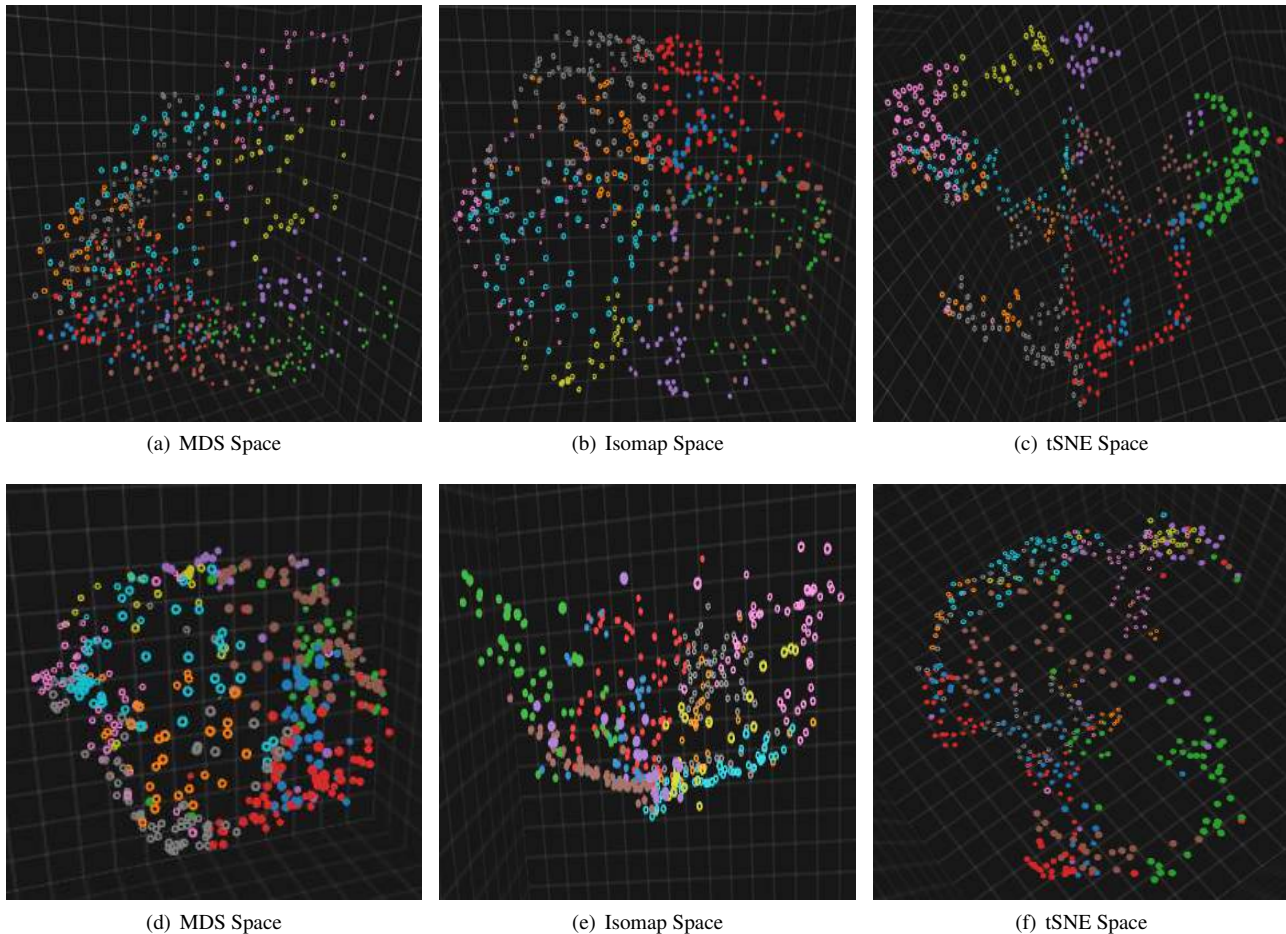 (a) MDS Space
(b) Isomap Space
(c) tSNE Space
(d) MDS Space
(e) Isomap Space
(f) tSNE Space